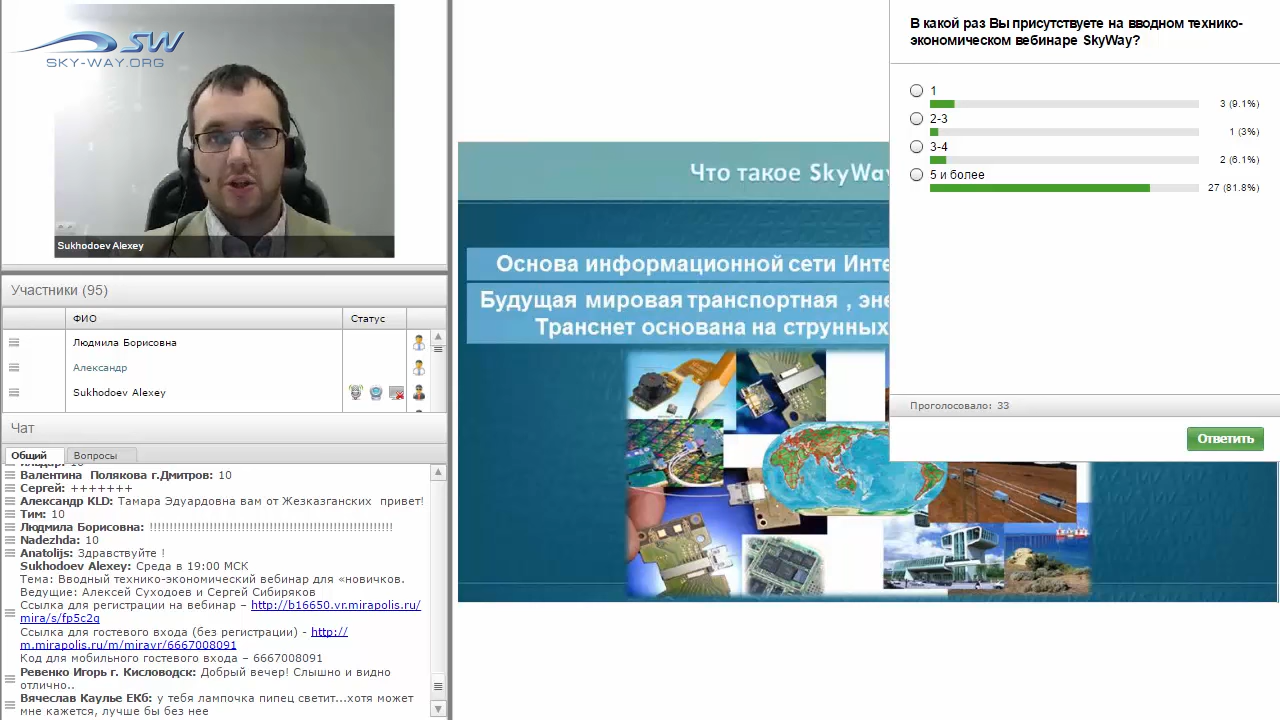 SW
SKY-WAY.ORG
Sukhodoev Alexey
Участники (95)
ФИО
Статус
Людмила Борисовна
Александр
Sukhodoev Alexey
Чат
Общий
Вопросы
Валентина Полякова г.Дмитров: 10
Сергей: +++++++
Александр KLD: Тамара Эдуардовна вам от Жезказганских привет!
Тим: 10
Людмила Борисовна: !!!!!!!!!!!!!!!!!!!!!!!!!!!!!!!!!!!!!!!!!!!!!!!!!!!!!!!!!!!!!
Nadezhda: 10
Anatolijs: Здравствуйте !
Sukhodoev Alexey: Среда в 19:00 МСК
Тема: Вводный технико-экономический вебинар для «новичков.
Ведущие: Алексей Суходоев и Сергей Сибиряков
Ссылка для регистрации на вебинар – http://b16650.vr.mirapolis.ru/
mira/s/fp5c2g
Ссылка для гостевого входа (без регистрации) - http://
m.mirapolis.ru/m/miravr/6667008091
Код для мобильного гостевого входа – 6667008091
Ревенко Игорь г. Кисловодск: Добрый вечер! Слышно и видно
отлично..
Вячеслав Каулье ЕКб: у тебя лампочка пипец светит...хотя может
мне кажется, лучше бы без нее
Что такое SkyWay
Основа информационной сети Инте
Будущая мировая транспортная , эне
Транснет основана на струнных
В какой раз Вы присутствуете на вводном технико-
экономическом вебинаре SkyWay?
1
3 (9.1%)
2-3
1 (3%)
3-4
2 (6.1%)
5 и более
27 (81.8%)
Проголосовало: 33
Ответить